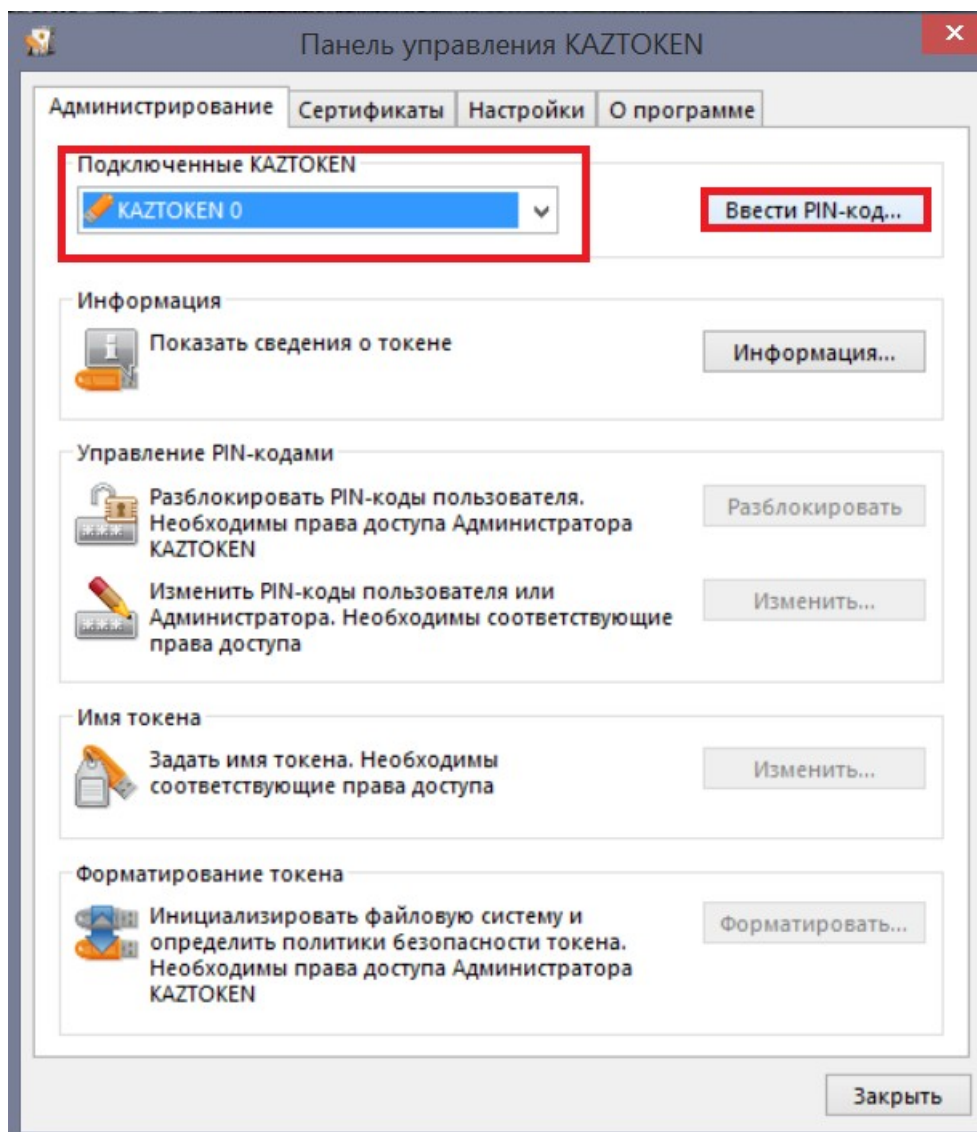 Панель управления KAZTOKEN
Администрирование
Сертификаты
Настройки
О программе
Подключенные KAZTOKEN
KAZTOKEN 0
Ввести PIN-код...
Информация
Показать сведения о токене
Информация...
Управление PIN-кодами
Разблокировать PIN-коды пользователя.
Необходимы права доступа Администратора
KAZTOKEN
Разблокировать
Изменить PIN-коды пользователя или
Администратора. Необходимы соответствующие
права доступа
Изменить...
Имя токена
Задать имя токена. Необходимы
соответствующие права доступа
Изменить...
Форматирование токена
Инициализировать файловую систему и
определить политики безопасности токена.
Необходимы права доступа Администратора
KAZTOKEN
Форматировать...
Закрыть